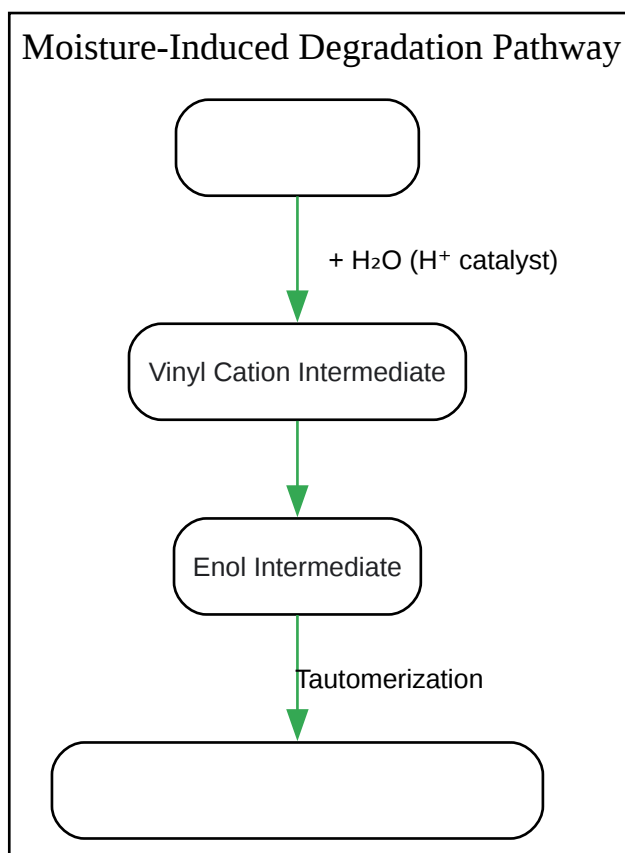 Moisture-Induced Degradation Pathway
+ H₂O (H⁺ catalyst)
Vinyl Cation Intermediate
Enol Intermediate
Tautomerization